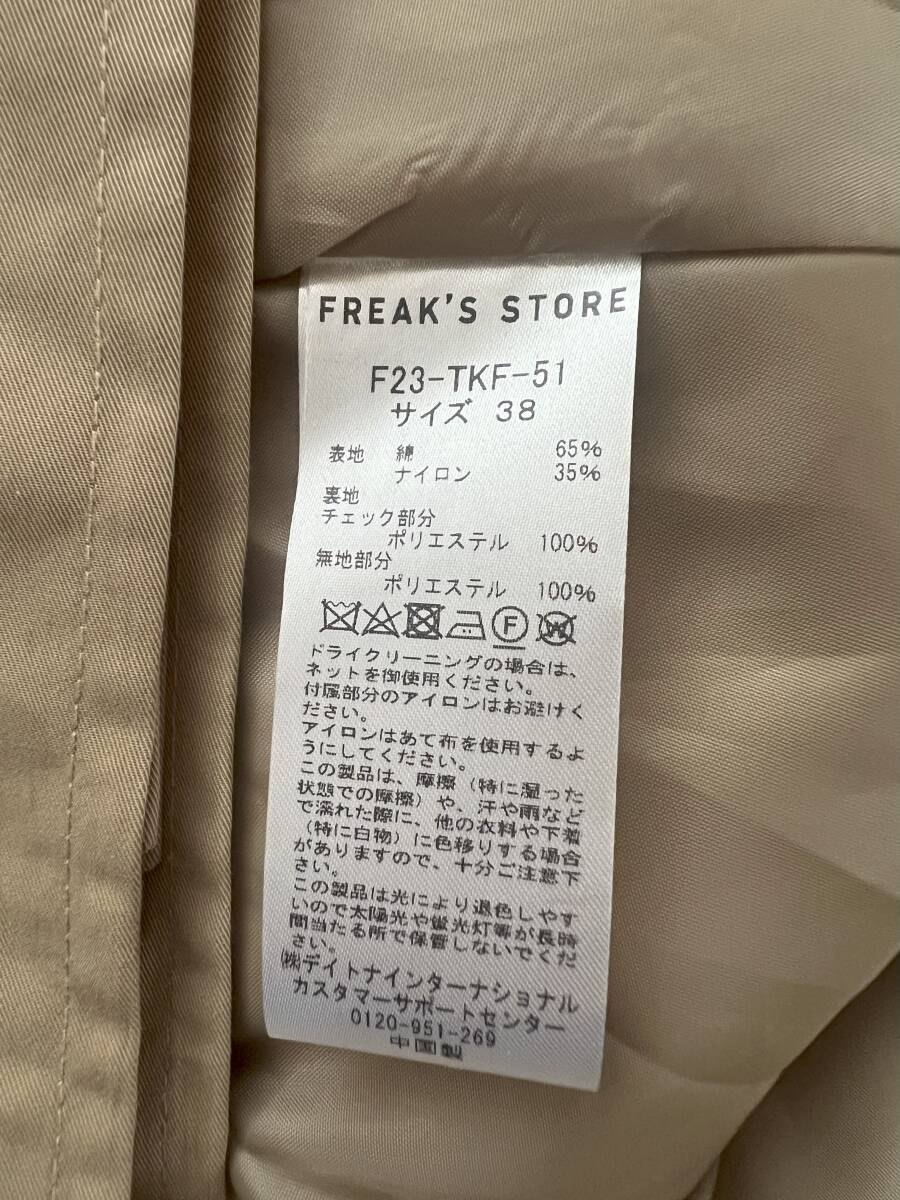 FREAK'S STORE
F23-TKF-51
サイズ 38
表地 綿 65%
ナイロン 35%
裏地
チェック部分
ポリエステル 100%
無地部分
ポリエステル 100%
F W
ドライクリーニングの場合は、
ネットを御使用ください。
付属部分のアイロンはお避けく
ださい。
アイロンはあて布を使用するよ
うにしてください。
この製品は、摩擦(特に湿った
状態での摩擦)や、汗や雨など
で濡れた際に、他の衣料や下着
(特に白物)に色移りする場合
がありますので、十分ご注意下
さい。
この製品は光により退色しやす
いので太陽光や蛍光灯等が長時
間当たる所で保管しないでくだ
さい。
㈱デイトナインターナショナル
カスタマーサポートセンター
0120-951-269
中国製